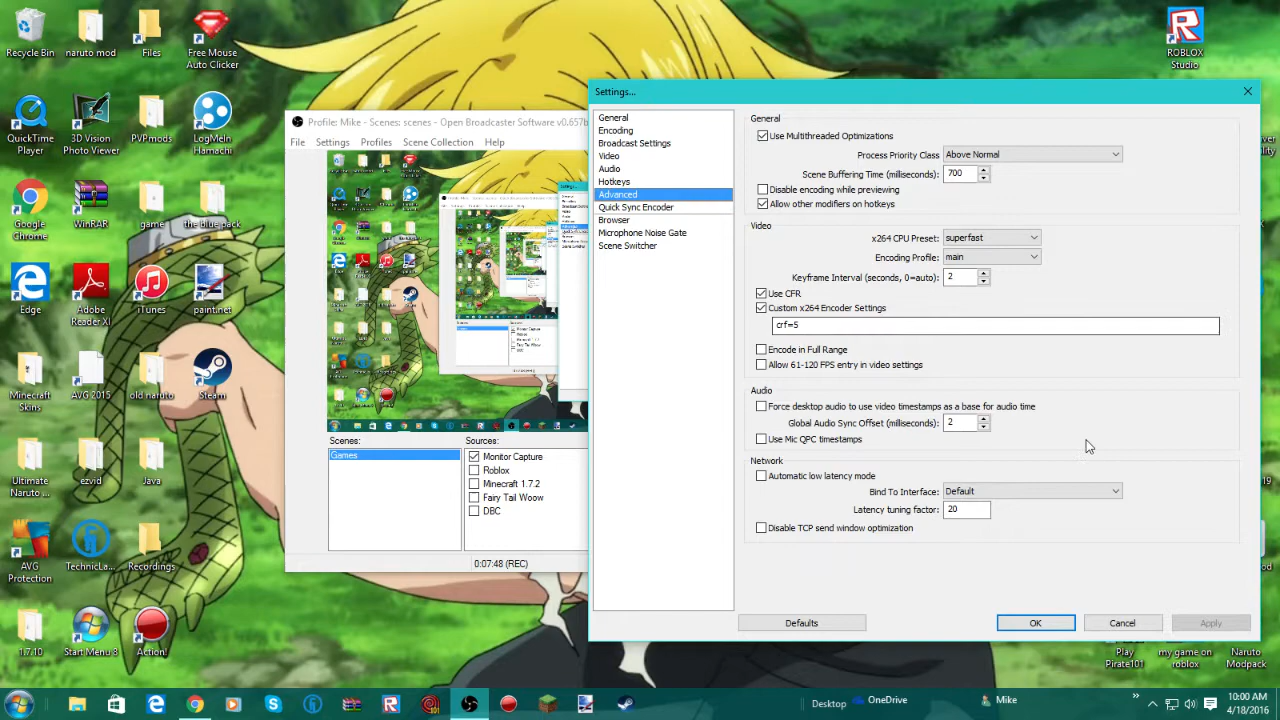 Recycle Bin
naruto mod
Files
Free Mouse
Auto Clicker
ROBLOX
Studio
QuickTime
Player
3D Vision
Photo Viewer
PVPmods
LogMeIn
Hamachi
Google
Chrome
WinRAR
game
the blue pack
Edge
Adobe
Reader XI
iTunes
paint.net
Minecraft
Skins
AVG 2015
old naruto
Steam
Ultimate
Naruto ...
ezvid
Java
AVG
Protection
TechnicLa...
Recordings
1.7.10
Start Menu 8
Action!
Profile: Mike - Scenes: scenes - Open Broadcaster Software v0.657b
File Settings Profiles Scene Collection Help
Scenes:
Games
Sources:
Monitor Capture
Roblox
Minecraft 1.7.2
Fairy Tail Woow
DBC
0:07:48 (REC)
Settings...
General
Encoding
Broadcast Settings
Video
Audio
Hotkeys
Advanced
Quick Sync Encoder
Browser
Microphone Noise Gate
Scene Switcher
General
Use Multithreaded Optimizations
Process Priority Class Above Normal
Scene Buffering Time (milliseconds): 700
Disable encoding while previewing
Allow other modifiers on hotkeys
Video
x264 CPU Preset: superfast
Encoding Profile: main
Keyframe Interval (seconds, 0=auto): 2
Use CFR
Custom x264 Encoder Settings
crf=5
Encode in Full Range
Allow 61-120 FPS entry in video settings
Audio
Force desktop audio to use video timestamps as a base for audio time
Global Audio Sync Offset (milliseconds): 2
Use Mic QPC timestamps
Network
Automatic low latency mode
Bind To Interface: Default
Latency tuning factor: 20
Disable TCP send window optimization
Defaults
OK
Cancel
Apply
Play
Pirate101
my game on
roblox
Naruto
Modpack
Desktop
OneDrive
Mike
10:00 AM
4/18/2016